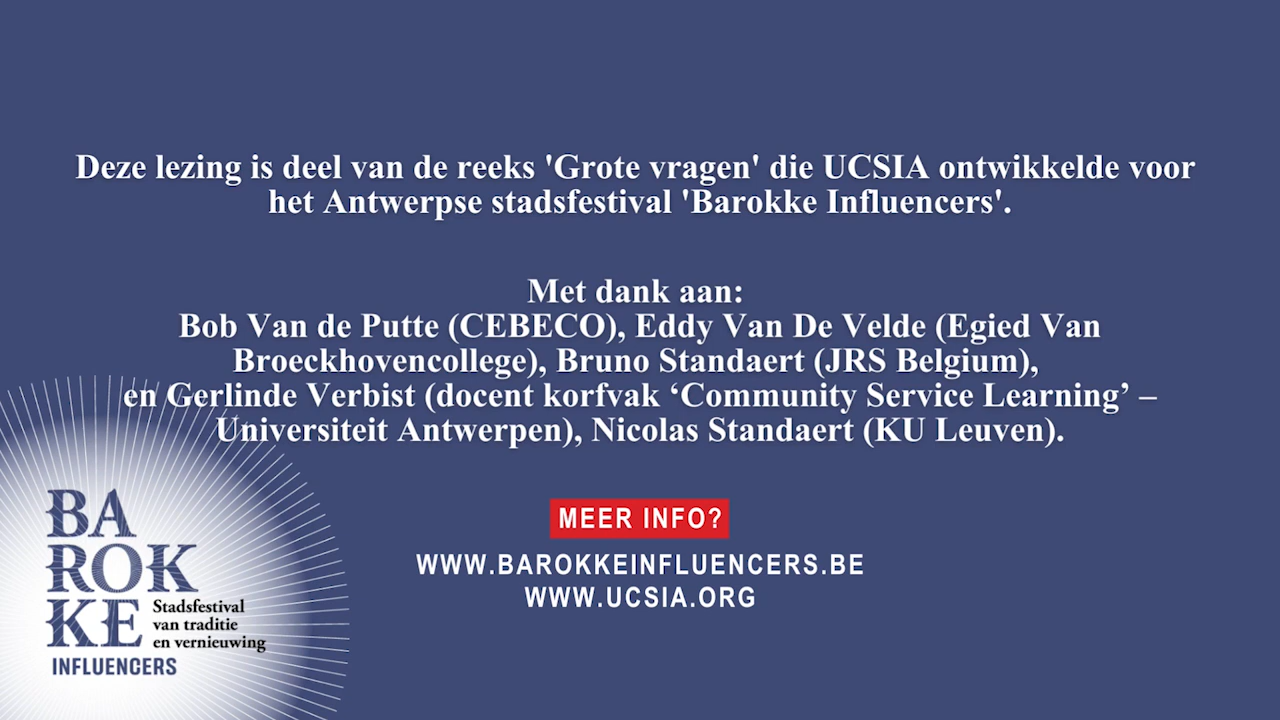 Deze lezing is deel van de reeks 'Grote vragen' die UCSIA ontwikkelde voor
het Antwerpse stadsfestival 'Barokke Influencers'.
Met dank aan:
Bob Van de Putte (CEBECO), Eddy Van De Velde (Egied Van
Broeckhovencollege), Bruno Standaert (JRS Belgium),
en Gerlinde Verbist (docent korfvak ‘Community Service Learning’ –
Universiteit Antwerpen), Nicolas Standaert (KU Leuven).
MEER INFO?
WWW.BAROKKEINFLUENCERS.BE
WWW.UCSIA.ORG
BA
ROK
KE
Stadsfestival
van traditie
en vernieuwing
INFLUENCERS